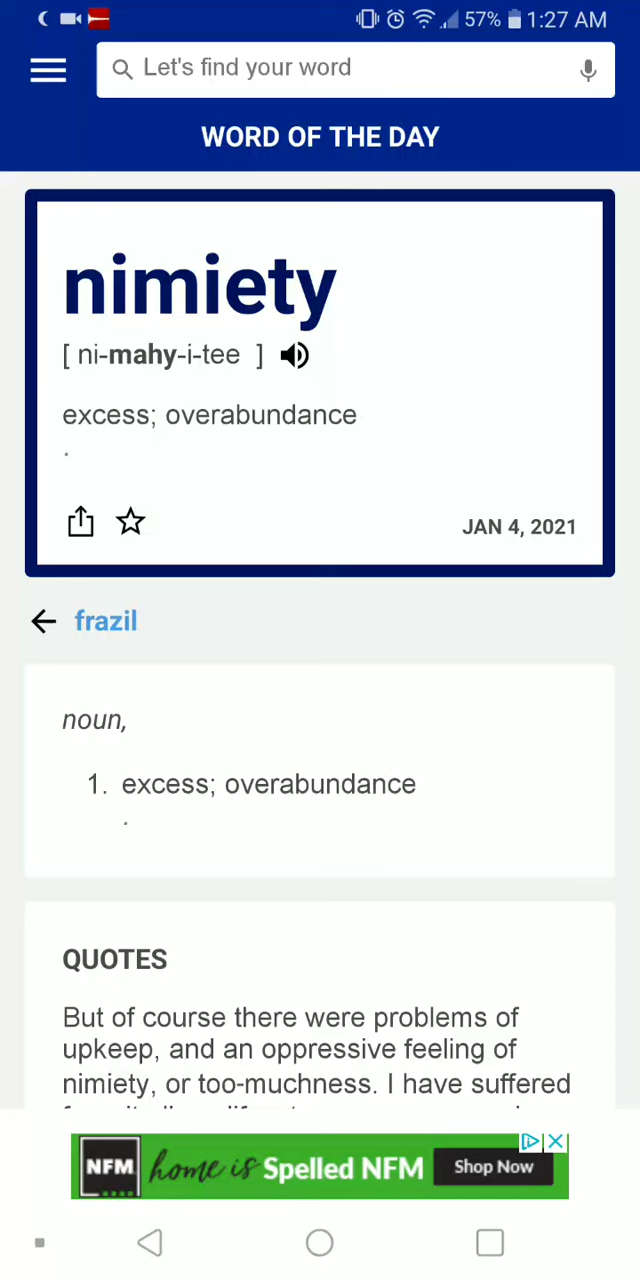 57% 1:27 AM
Let's find your word
WORD OF THE DAY
nimiety
[ ni-mahy-i-tee ]
excess; overabundance
.
JAN 4, 2021
frazil
noun,
1. excess; overabundance
.
QUOTES
But of course there were problems of
upkeep, and an oppressive feeling of
nimiety, or too-muchness. I have suffered
NFM home is Spelled NFM Shop Now